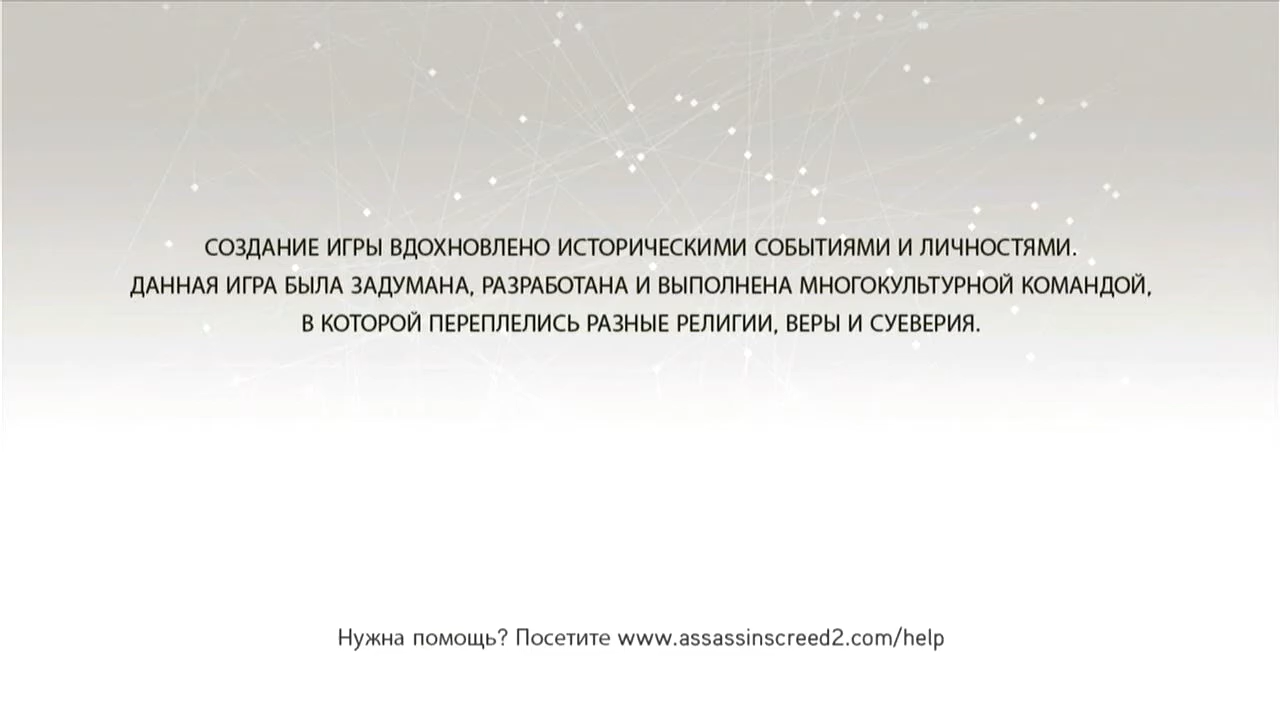 СОЗДАНИЕ ИГРЫ ВДОХНОВЛЕНО ИСТОРИЧЕСКИМИ СОБЫТИЯМИ И ЛИЧНОСТЯМИ.
ДАННАЯ ИГРА БЫЛА ЗАДУМАНА, РАЗРАБОТАНА И ВЫПОЛНЕНА МНОГОКУЛЬТУРНОЙ КОМАНДОЙ,
В КОТОРОЙ ПЕРЕПЛЕЛИСЬ РАЗНЫЕ РЕЛИГИИ, ВЕРЫ И СУЕВЕРИЯ.
Нужна помощь? Посетите www.assassinscreed2.com/help